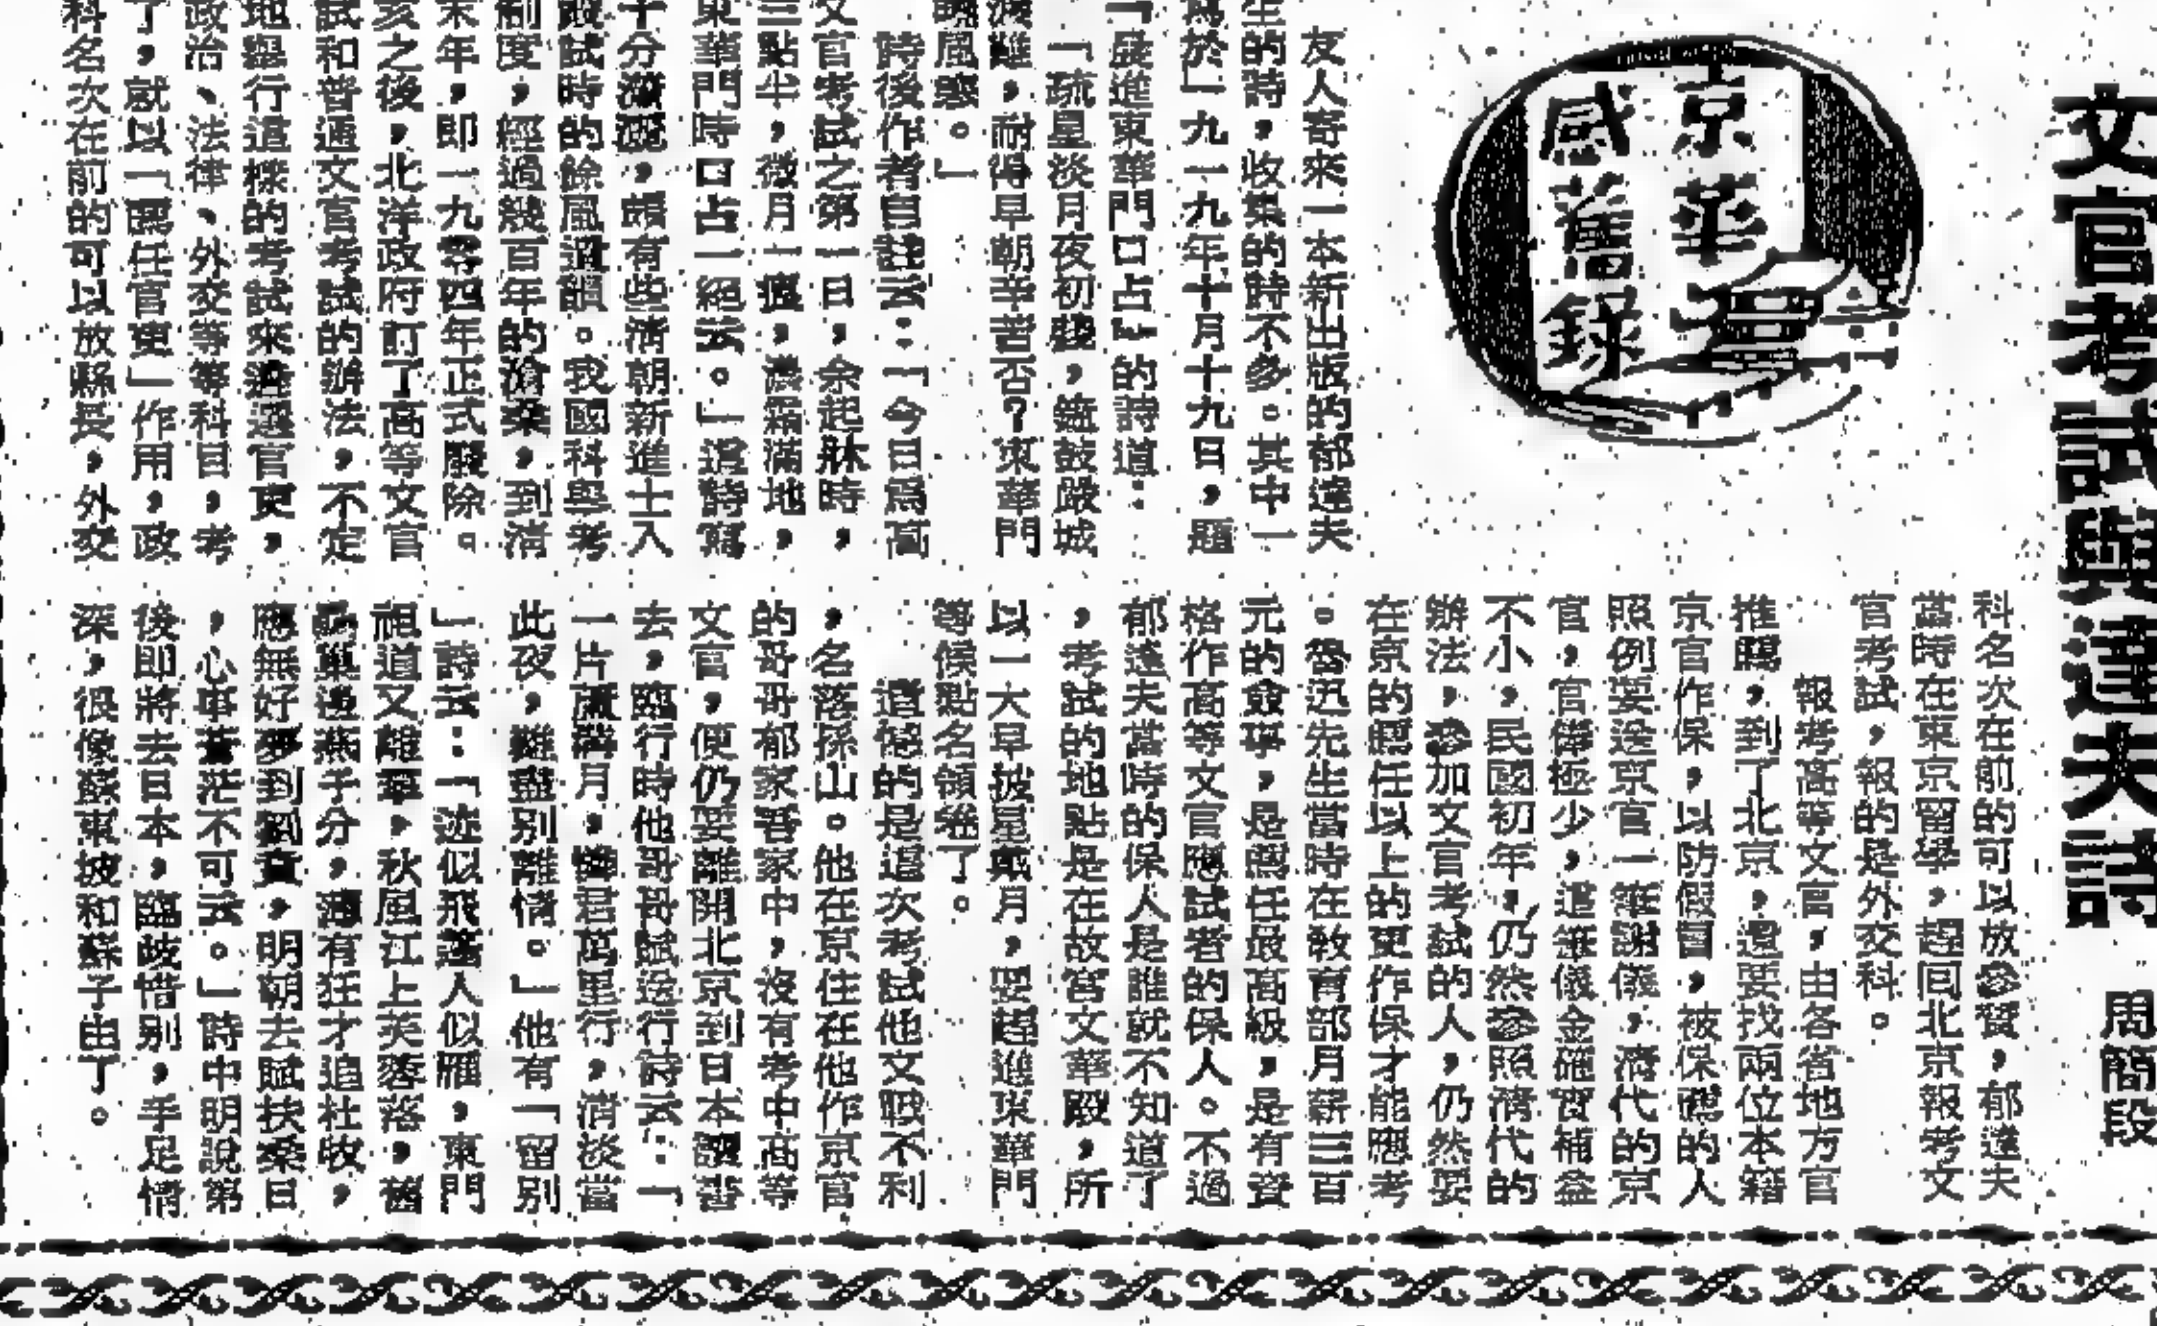 文官考試與達夫詩
周簡段
京華感舊錄
友人寄來一本新出版的郁達夫
生的詩，收集的詩不多。其中一
寫於一九一九年十月十九日，題
「晨進東華門口占」的詩道：
「疏星淡月夜初殘，鐘鼓嚴城
漏，耐得早朝辛苦否？東華門
曉風寒。」
詩後作者自註云：「今日爲高
文官考試之第一日，余起牀時，
三點半，微月一痕，濃霜滿地，
東華門時口占一絕云。」這詩寫
十分瀟灑，頗有些清朝新進士入
殿試時的餘風遺韻。我國科舉考
制度，經過幾百年的滄桑，到清
末年，即一九零四年正式廢除。
亥之後，北洋政府訂了高等文官
試和普通文官考試的辦法，不定
地舉行這樣的考試來遴選官吏，
政治、法律、外交等等科目，考
了，就以「薦任官吏」作用，政
科名次在前的可以放縣長，外交
科名次在前的可以放參贊，郁達夫
當時在東京留學，趕回北京報考文
官考試，報的是外交科。
報考高等文官，由各省地方官
推薦，到了北京，還要找兩位本籍
京官作保，以防假冒，被保薦的人
照例要送京官一筆謝儀，清代的京
官，官俸極少，這筆儀金確實補益
不小，民國初年，仍然參照清代的
辦法，參加文官考試的人，仍然要
在京的薦任以上的吏作保才能應考
。魯迅先生當時在教育部月薪三百
元的僉事，是薦任最高級，是有資
格作高等文官應試者的保人。不過
郁達夫當時的保人是誰就不知道了
，考試的地點是在故宮文華殿，所
以一大早披星戴月，要趕進東華門
等候點名領卷了。
遺憾的是這次考試他文戰不利
，名落孫山。他在京住在他作京官
的哥哥郁家吾家中，沒有考中高等
文官，便仍要離開北京到日本讀書
去，臨行時他哥哥賦送行詩云：「
一片蘆溝月，隨君萬里行，清淡當
此夜，難盡別離情。」他有「留別
」詩云：「迹似飛蓬人似雁，東門
祖道又離羣，秋風江上芙蓉落，舊
壘巢邊燕子分，薄有狂才追杜牧，
應無好夢到劉蕡，明朝去賦扶桑日
，心事蒼茫不可云。」詩中明說第
後即將去日本，臨歧惜別，手足情
深，很像蘇東坡和蘇子由了。